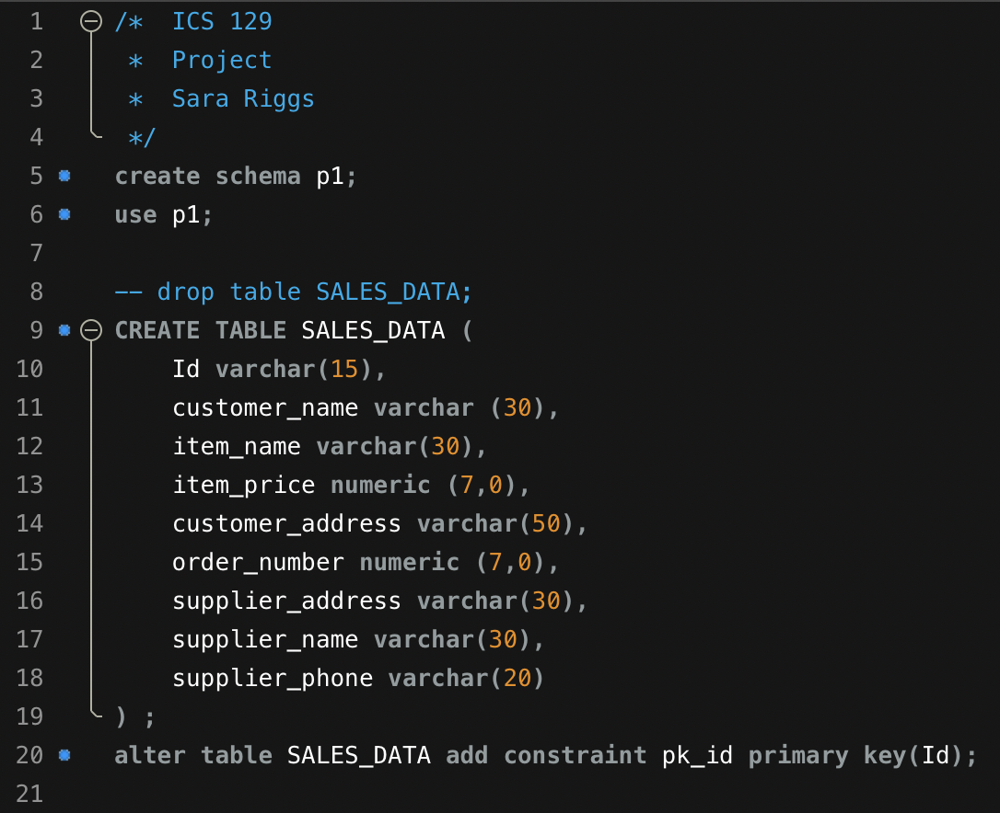 1 /*  ICS 129
2  *  Project
3  *  Sara Riggs
4  */
5 create schema p1;
6 use p1;
7
8 -- drop table SALES_DATA;
9 CREATE TABLE SALES_DATA (
10     Id varchar(15),
11     customer_name varchar (30),
12     item_name varchar(30),
13     item_price numeric (7,0),
14     customer_address varchar(50),
15     order_number numeric (7,0),
16     supplier_address varchar(30),
17     supplier_name varchar(30),
18     supplier_phone varchar(20)
19 ) ;
20 alter table SALES_DATA add constraint pk_id primary key(Id);
21